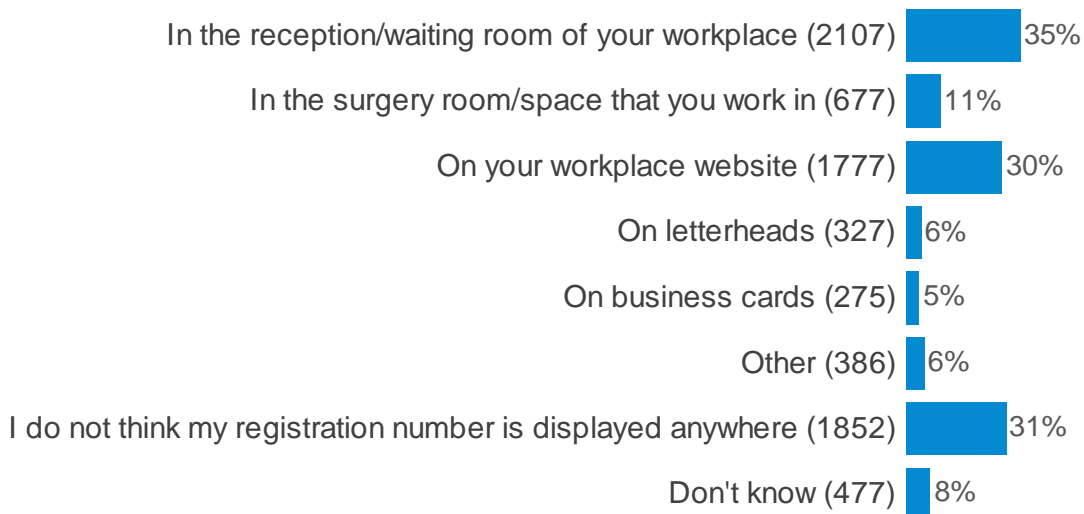 In the reception/waiting room of your workplace (2107) 35%
In the surgery room/space that you work in (677) 11%
On your workplace website (1777) 30%
On letterheads (327) 6%
On business cards (275) 5%
Other (386) 6%
I do not think my registration number is displayed anywhere (1852) 31%
Don't know (477) 8%